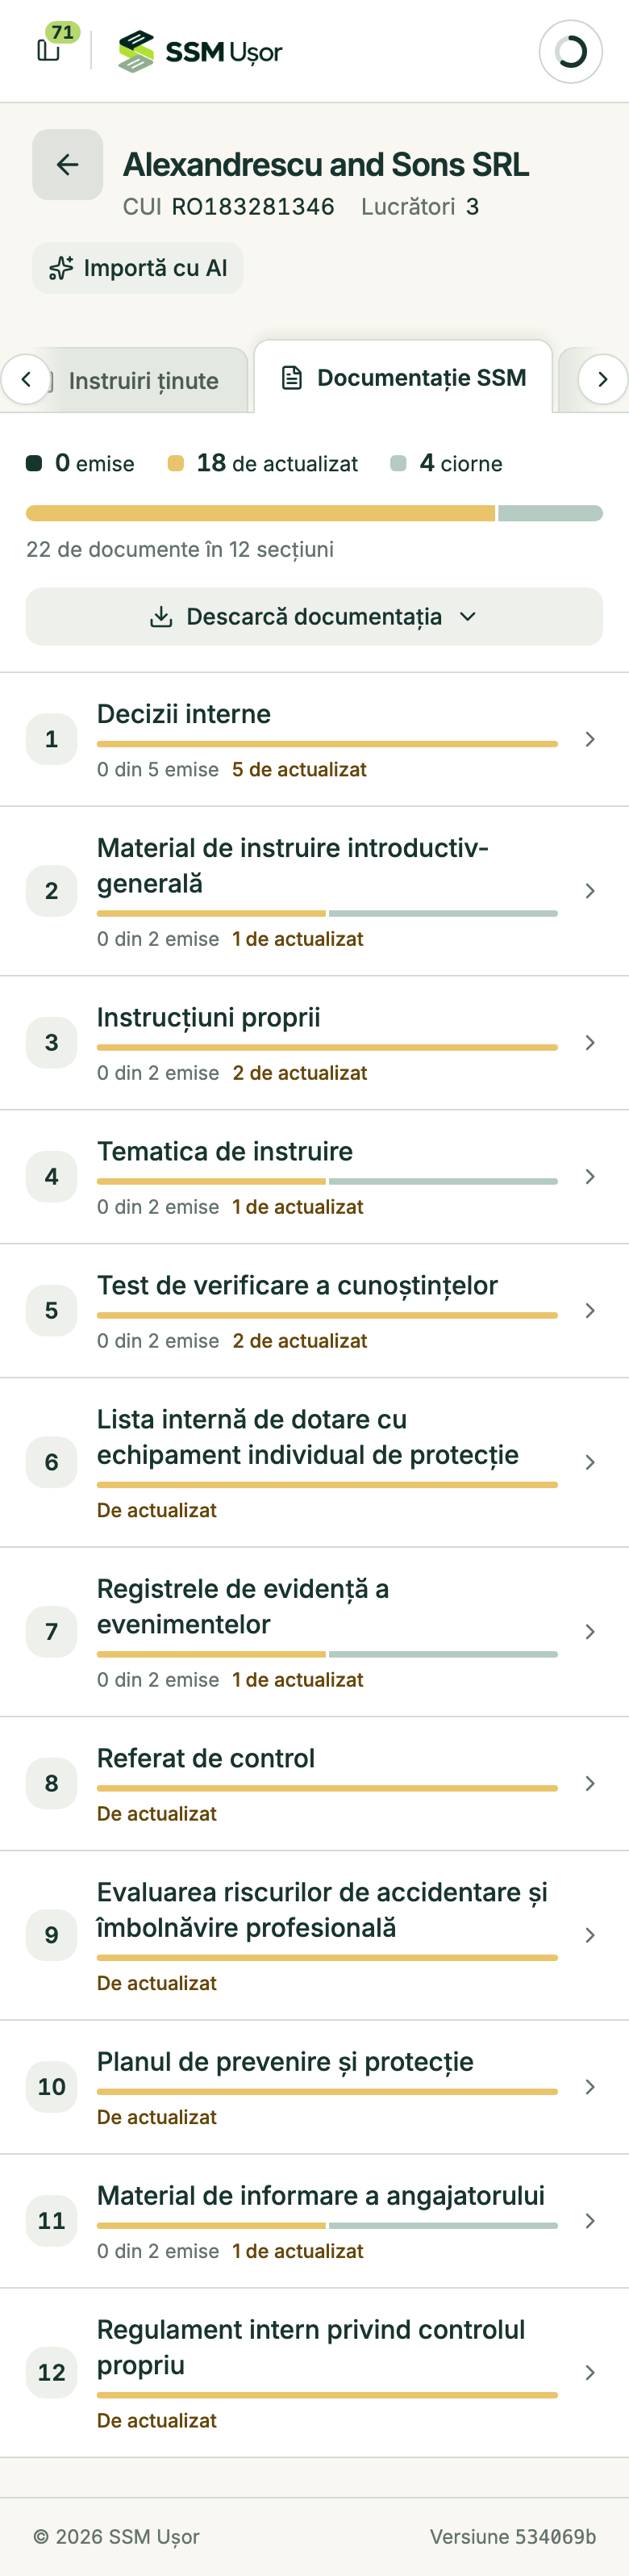 71
SSM Ușor
Alexandrescu and Sons SRL
CUI RO183281346 Lucrători 3
Importă cu AI
Instruiri ținute
Documentație SSM
0 emise 18 de actualizat 4 ciorne
22 de documente în 12 secțiuni
Descarcă documentația
1
Decizii interne
0 din 5 emise 5 de actualizat
2
Material de instruire introductiv-
generală
0 din 2 emise 1 de actualizat
3
Instrucțiuni proprii
0 din 2 emise 2 de actualizat
4
Tematica de instruire
0 din 2 emise 1 de actualizat
5
Test de verificare a cunoștințelor
0 din 2 emise 2 de actualizat
6
Lista internă de dotare cu
echipament individual de protecție
De actualizat
7
Registrele de evidență a
evenimentelor
0 din 2 emise 1 de actualizat
8
Referat de control
De actualizat
9
Evaluarea riscurilor de accidentare și
îmbolnăvire profesională
De actualizat
10
Planul de prevenire și protecție
De actualizat
11
Material de informare a angajatorului
0 din 2 emise 1 de actualizat
12
Regulament intern privind controlul
propriu
De actualizat
© 2026 SSM Ușor
Versiune 534069b